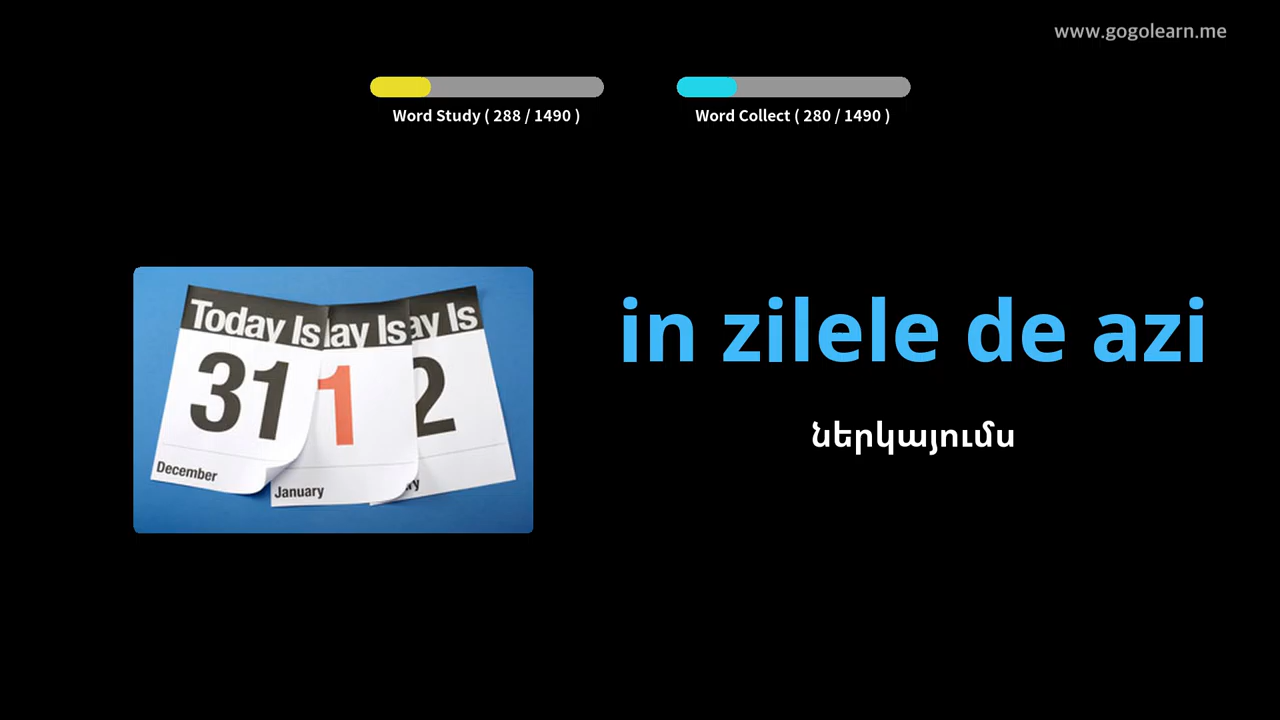 www.gogolearn.me
Word Study ( 288 / 1490 )
Word Collect ( 280 / 1490 )
Today Is
ay Is
ay Is
31
1
2
December
January
ry
in zilele de azi
ներկայումս